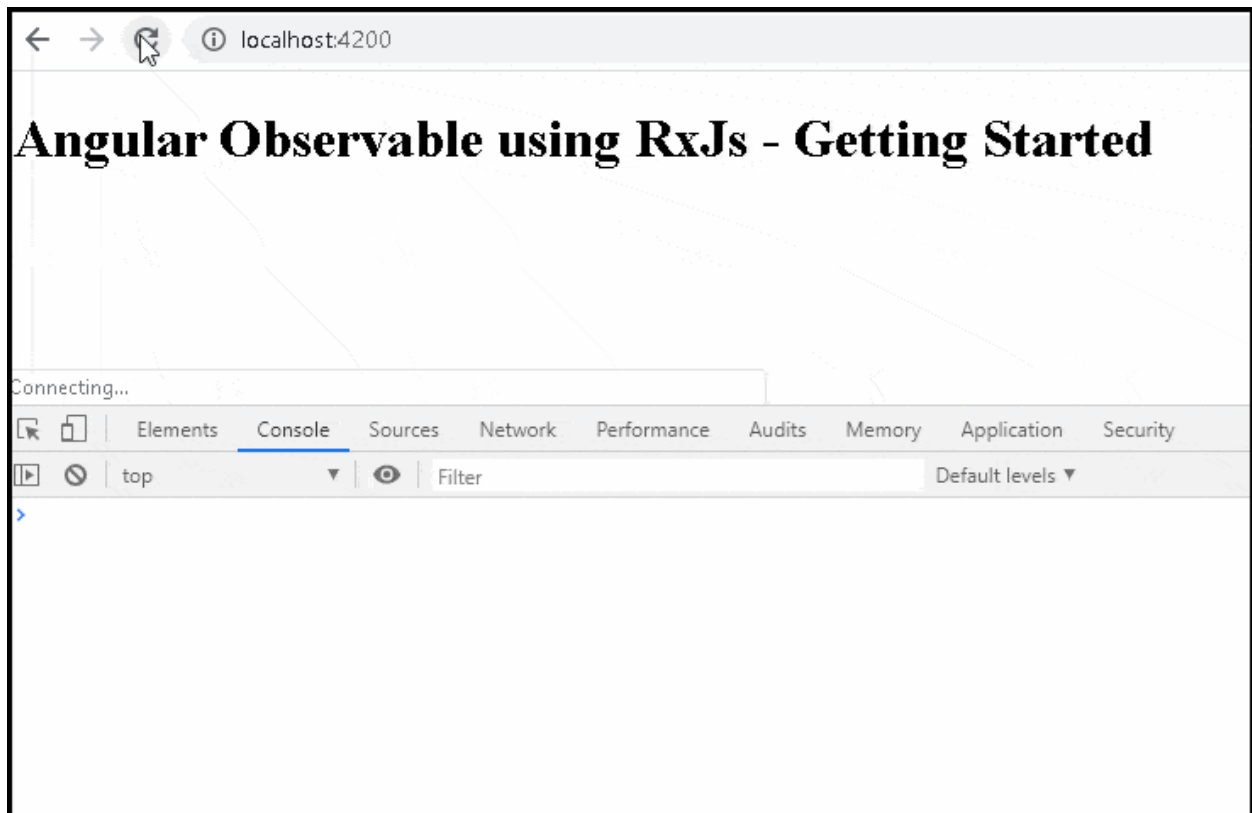 localhost:4200
Angular Observable using RxJs - Getting Started
Connecting...
Elements Console Sources Network Performance Audits Memory Application Security
top Filter Default levels